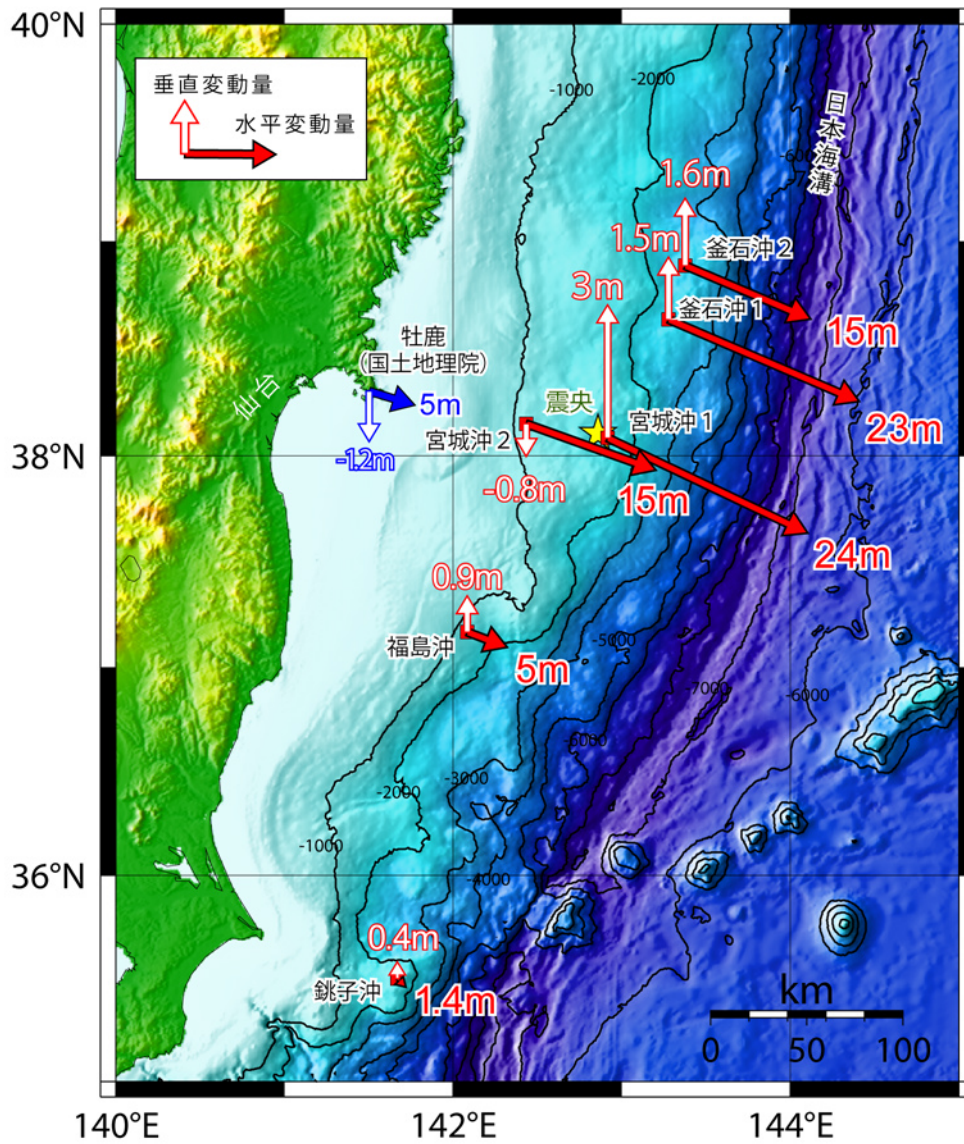 40°N
垂直変動量
水平変動量
-1000
-2000
日本海溝
1.6m
1.5m
釜石沖2
3m
釜石沖1
15m
牡鹿
(国土地理院)
仙台
5m
震央
宮城沖1
23m
38°N
-1.2m
宮城沖2
-0.8m
15m
24m
0.9m
福島沖
5m
-5000
-7000
-6000
-3000
-2000
-1000
36°N
-4000
0.4m
銚子沖
1.4m
km
0
50
100
140°E
142°E
144°E